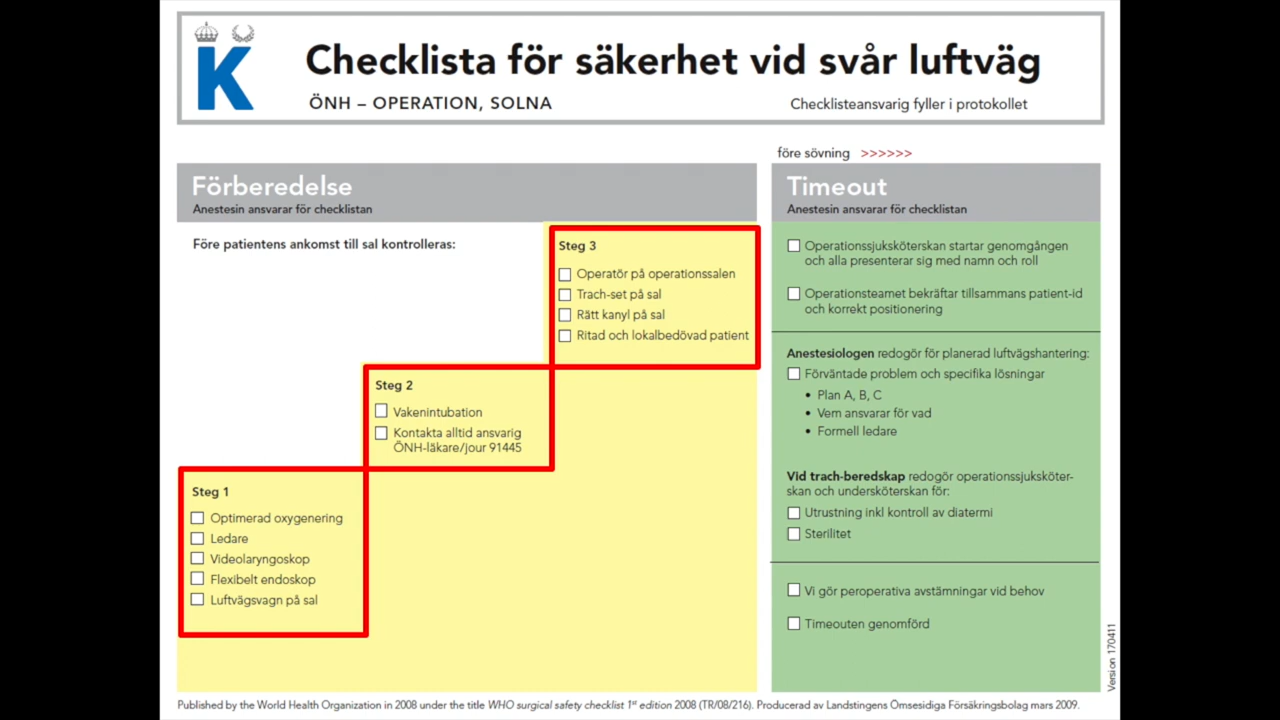 K
Checklista för säkerhet vid svår luftväg
ÖNH – OPERATION, SOLNA
Checklisteansvarig fyller i protokollet
Förberedelse
Anestesin ansvarar för checklistan
Före patientens ankomst till sal kontrolleras:
Steg 1
Optimerad oxygenering
Ledare
Videolaryngoskop
Flexibelt endoskop
Luftvägsvagn på sal
Steg 2
Vakenintubation
Kontakta alltid ansvarig
ÖNH-läkare/jour 91445
Steg 3
Operatör på operationssalen
Trach-set på sal
Rätt kanyl på sal
Ritad och lokalbedövad patient
före sövning >>>>>>
Timeout
Anestesin ansvarar för checklistan
Operationssjuksköterskan startar genomgången
och alla presenterar sig med namn och roll
Operationsteamet bekräftar tillsammans patient-id
och korrekt positionering
Anestesiologen redogör för planerad luftvägshantering:
Förväntade problem och specifika lösningar
• Plan A, B, C
• Vem ansvarar för vad
• Formell ledare
Vid trach-beredskap redogör operationssjuksköter-
skan och undersköterskan för:
Utrustning inkl kontroll av diatermi
Sterilitet
Vi gör peroperativa avstämningar vid behov
Timeouten genomförd
Version 170411
Published by the World Health Organization in 2008 under the title WHO surgical safety checklist 1st edition 2008 (TR/08/216). Producerad av Landstingens Ömsesidiga Försäkringsbolag mars 2009.